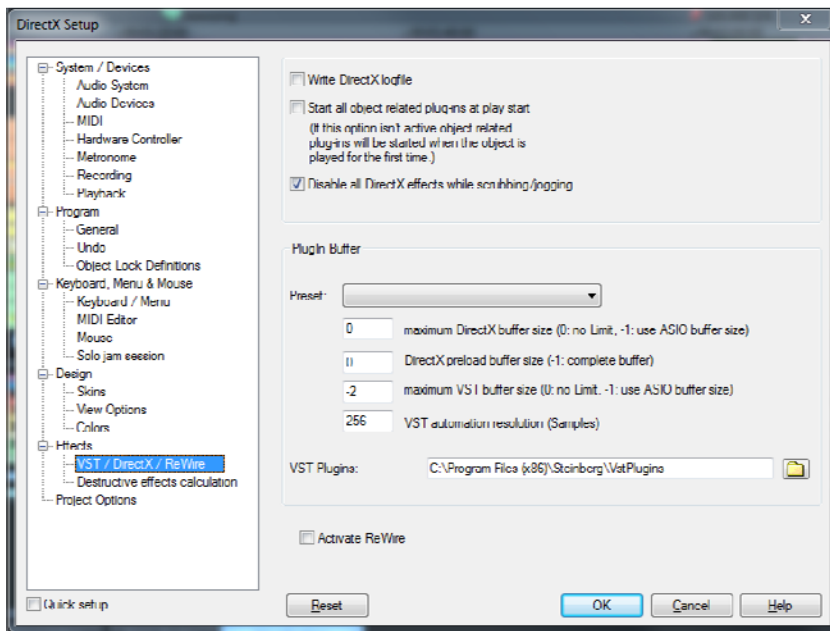 DirectX Setup
x
System / Devices
Audio System
Audio Devices
MIDI
Hardware Controller
Metronome
Recording
Playback
Program
General
Undo
Object Lock Definitions
Keyboard, Menu & Mouse
Keyboard / Menu
MIDI Editor
Mouse
Solo jam session
Design
Skins
View Options
Colors
Effects
VST / DirectX / ReWire
Destructive effects calculation
Project Options
Quick setup
Write DirectX logfile
Start all object related plug-ins at play start
(If this option isn't active object related
plug-ins will be started when the object is
played for the first time.)
Disable all DirectX effects while scrubbing/jogging
PlugIn Buffer
Preset:
0 maximum DirectX buffer size (0: no Limit, -1: use ASIO buffer size)
0 DirectX preload buffer size (-1: complete buffer)
-2 maximum VST buffer size (0: no Limit, -1: use ASIO buffer size)
256 VST automation resolution (Samples)
VST Plugins: C:\Program Files (x86)\Steinberg\VstPlugins
Activate ReWire
Reset OK Cancel Help